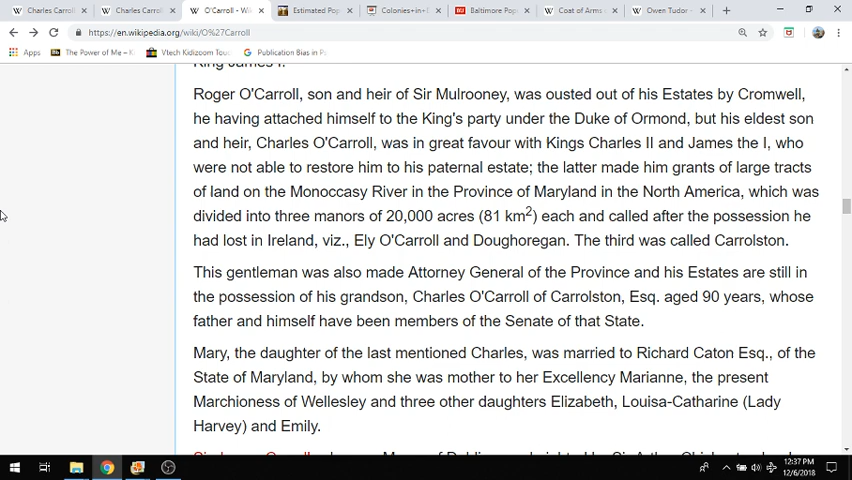 Charles Carroll
Charles Carroll
O'Carroll - Wi
Estimated Pop
Colonies+in+
Baltimore Pop
Coat of Arms
Owen Tudor -
https://en.wikipedia.org/wiki/O%27Carroll
Apps
The Power of Me – K
Vtech Kidizoom Tou
Publication Bias in P
King James I.
Roger O'Carroll, son and heir of Sir Mulrooney, was ousted out of his Estates by Cromwell,
he having attached himself to the King's party under the Duke of Ormond, but his eldest son
and heir, Charles O'Carroll, was in great favour with Kings Charles II and James the I, who
were not able to restore him to his paternal estate; the latter made him grants of large tracts
of land on the Monoccasy River in the Province of Maryland in the North America, which was
divided into three manors of 20,000 acres (81 km2) each and called after the possession he
had lost in Ireland, viz., Ely O'Carroll and Doughoregan. The third was called Carrolston.
This gentleman was also made Attorney General of the Province and his Estates are still in
the possession of his grandson, Charles O'Carroll of Carrolston, Esq. aged 90 years, whose
father and himself have been members of the Senate of that State.
Mary, the daughter of the last mentioned Charles, was married to Richard Caton Esq., of the
State of Maryland, by whom she was mother to her Excellency Marianne, the present
Marchioness of Wellesley and three other daughters Elizabeth, Louisa-Catharine (Lady
Harvey) and Emily.
12:37 PM
12/6/2018